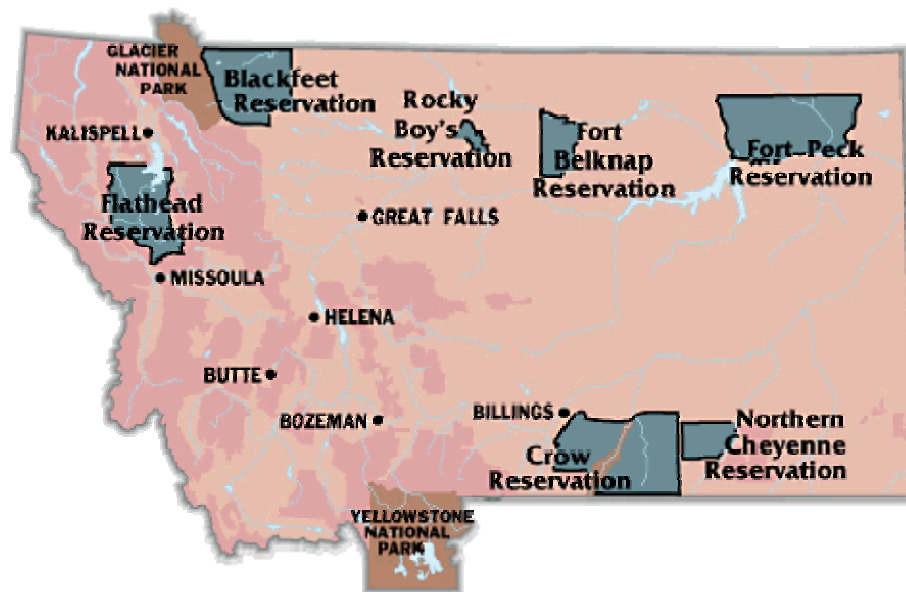 GLACIER
NATIONAL
PARK
Blackfeet
Reservation
Rocky
Boy's
Reservation
Fort
Belknap
Reservation
Fort Peck
Reservation
KALISPELL
Flathead
Reservation
GREAT FALLS
MISSOULA
HELENA
BUTTE
BOZEMAN
BILLINGS
Crow
Reservation
Northern
Cheyenne
Reservation
YELLOWSTONE
NATIONAL
PARK